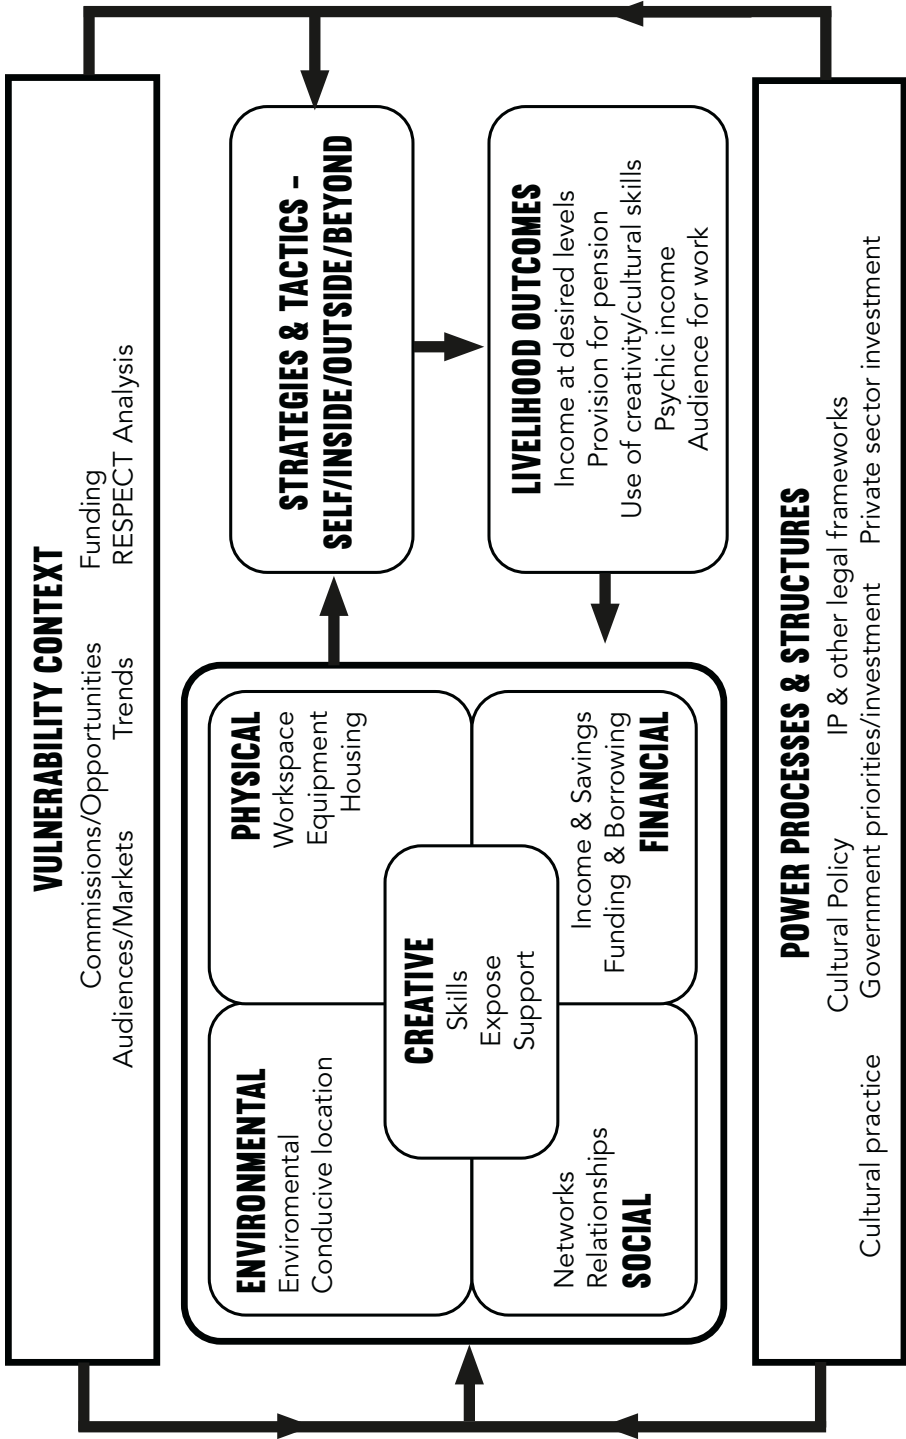 VULNERABILITY CONTEXT
Commissions/Opportunities Funding
Audiences/Markets Trends RESPECT Analysis
ENVIRONMENTAL
Enviromental
Conducive location
PHYSICAL
Workspace
Equipment
Housing
CREATIVE
Skills
Expose
Support
Networks
Relationships
SOCIAL
Income & Savings
Funding & Borrowing
FINANCIAL
STRATEGIES & TACTICS –
SELF/INSIDE/OUTSIDE/BEYOND
LIVELIHOOD OUTCOMES
Income at desired levels
Provision for pension
Use of creativity/cultural skills
Psychic income
Audience for work
POWER PROCESSES & STRUCTURES
Cultural Policy IP & other legal frameworks
Cultural practice Government priorities/investment Private sector investment